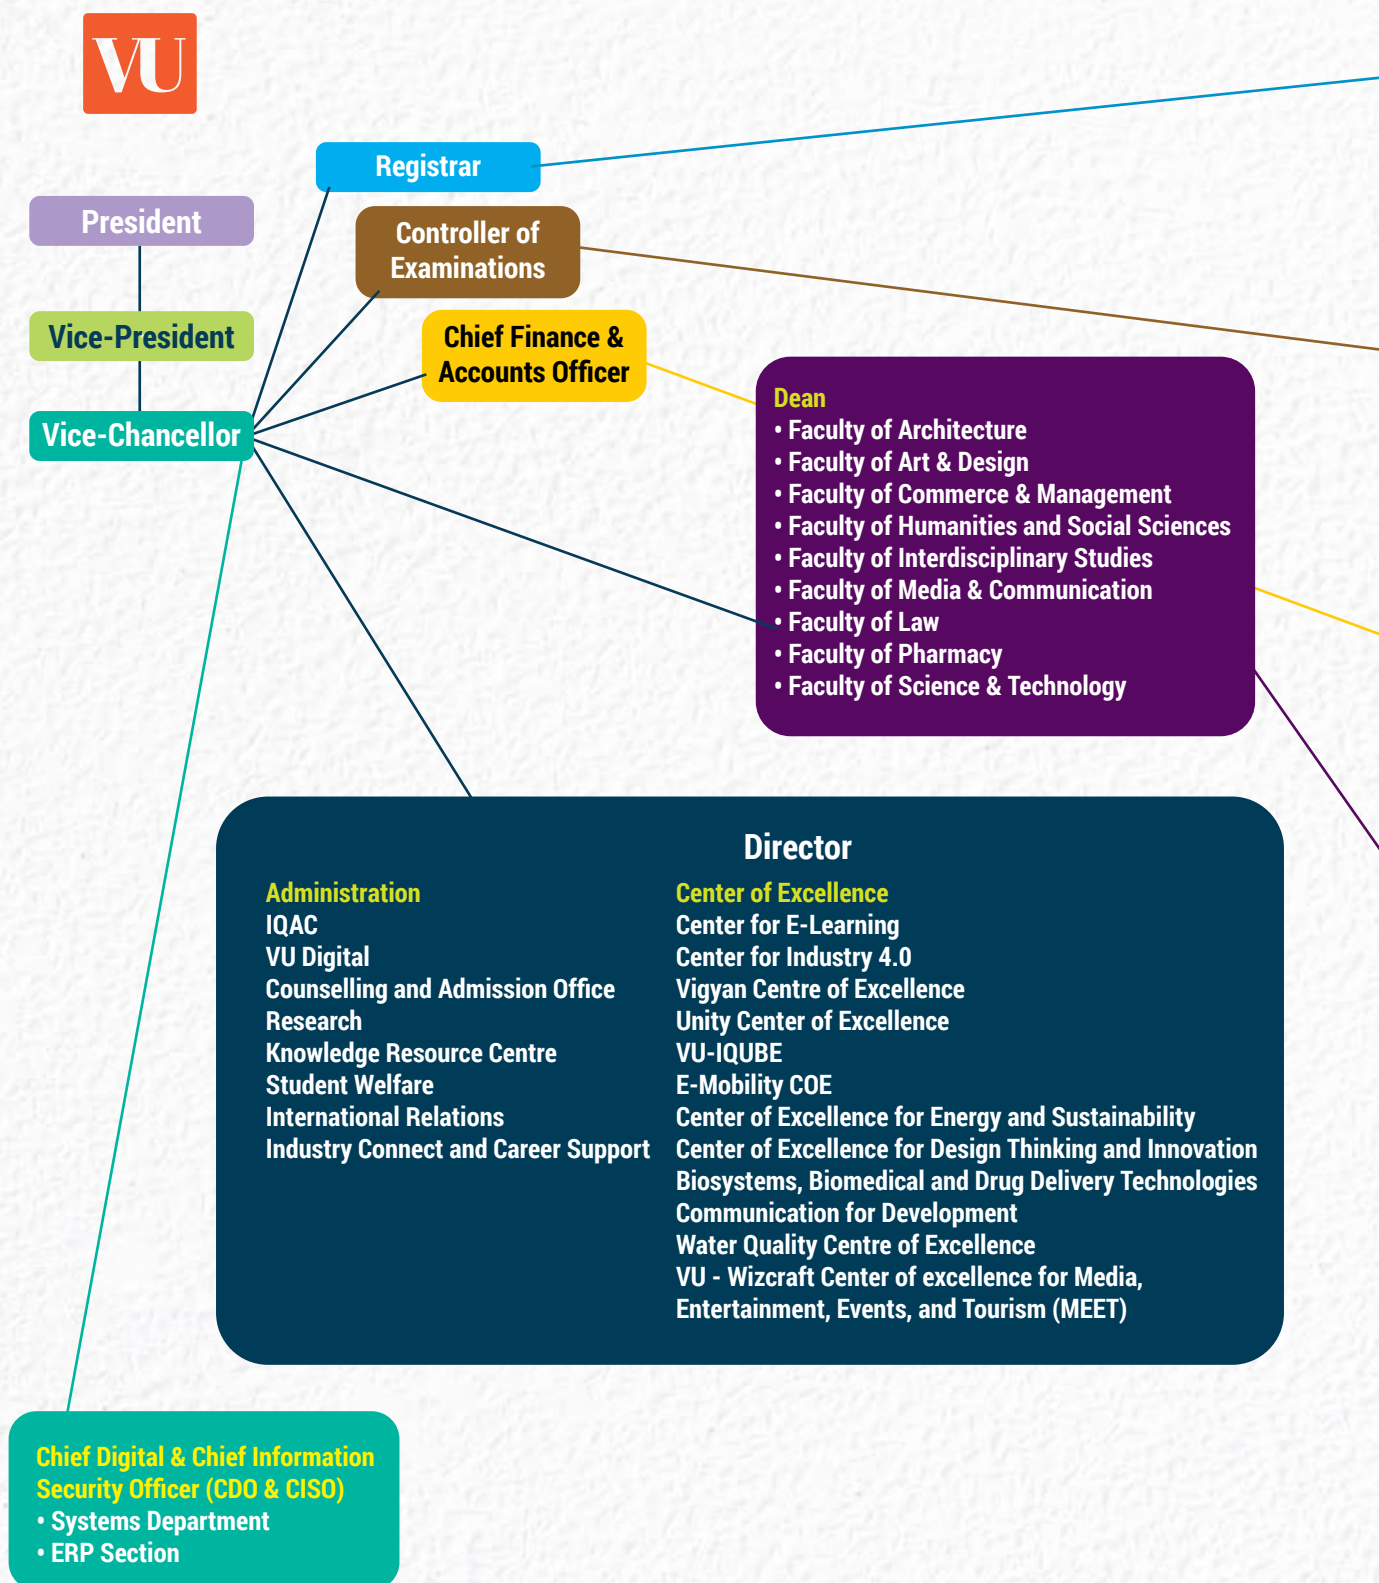 VU
Registrar
President
Controller of
Examinations
Vice-President
Chief Finance &
Accounts Officer
Vice-Chancellor
Dean
• Faculty of Architecture
• Faculty of Art & Design
• Faculty of Commerce & Management
• Faculty of Humanities and Social Sciences
• Faculty of Interdisciplinary Studies
• Faculty of Media & Communication
• Faculty of Law
• Faculty of Pharmacy
• Faculty of Science & Technology
Director
Administration
IQAC
VU Digital
Counselling and Admission Office
Research
Knowledge Resource Centre
Student Welfare
International Relations
Industry Connect and Career Support
Center of Excellence
Center for E-Learning
Center for Industry 4.0
Vigyan Centre of Excellence
Unity Center of Excellence
VU-IQUBE
E-Mobility COE
Center of Excellence for Energy and Sustainability
Center of Excellence for Design Thinking and Innovation
Biosystems, Biomedical and Drug Delivery Technologies
Communication for Development
Water Quality Centre of Excellence
VU - Wizcraft Center of excellence for Media,
Entertainment, Events, and Tourism (MEET)
Chief Digital & Chief Information
Security Officer (CDO & CISO)
• Systems Department
• ERP Section